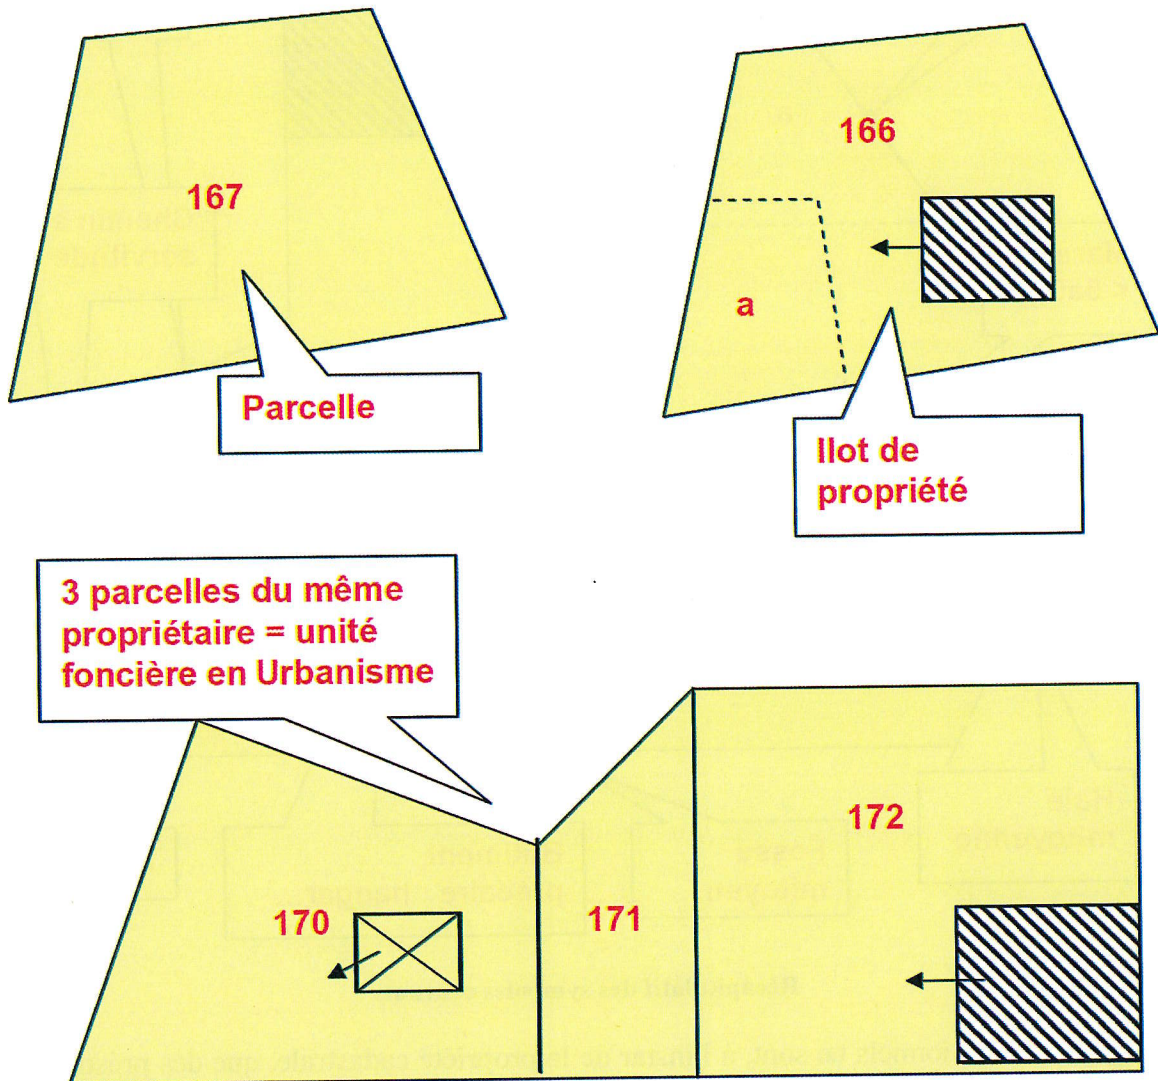 167
Parcelle
166
a
Ilot de
propriété
3 parcelles du même
propriétaire = unité
foncière en Urbanisme
170
171
172